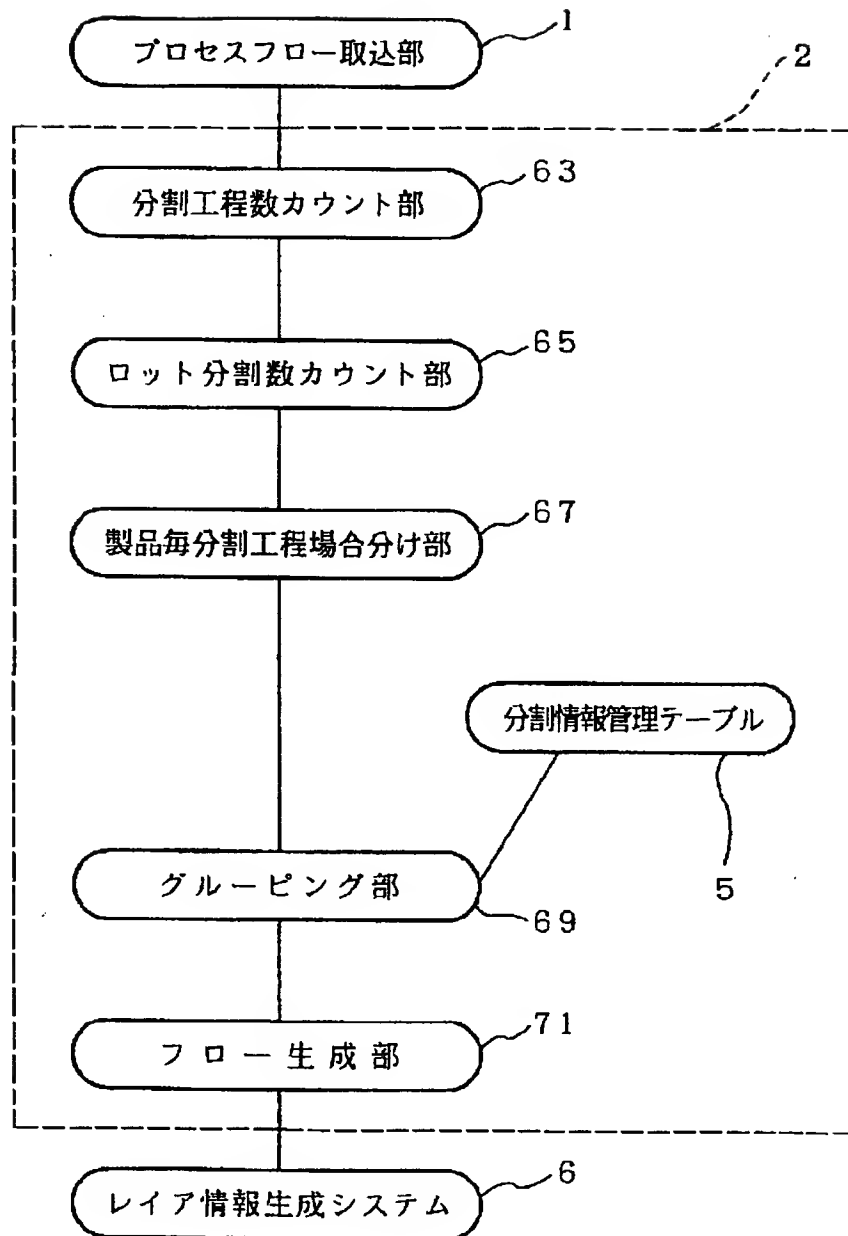 プロセスフロー取込部
1
2
分割工程数カウント部
63
ロット分割数カウント部
65
製品毎分割工程場合分け部
67
分割情報管理テーブル
5
グルーピング部
69
フロー生成部
71
レイア情報生成システム
6